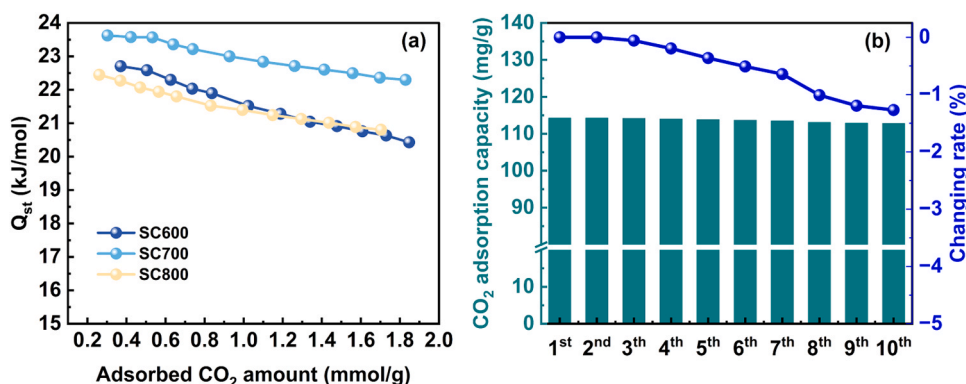 (a)
24
23
22
21
20
19
18
17
16
15
Qst (kJ/mol)
SC600
SC700
SC800
0.2 0.4 0.6 0.8 1.0 1.2 1.4 1.6 1.8 2.0
Adsorbed CO2 amount (mmol/g)
(b)
140
130
120
110
100
90
10
0
CO2 adsorption capacity (mg/g)
0
−1
−2
−3
−4
−5
Changing rate (%)
1st 2nd 3th 4th 5th 6th 7th 8th 9th 10th